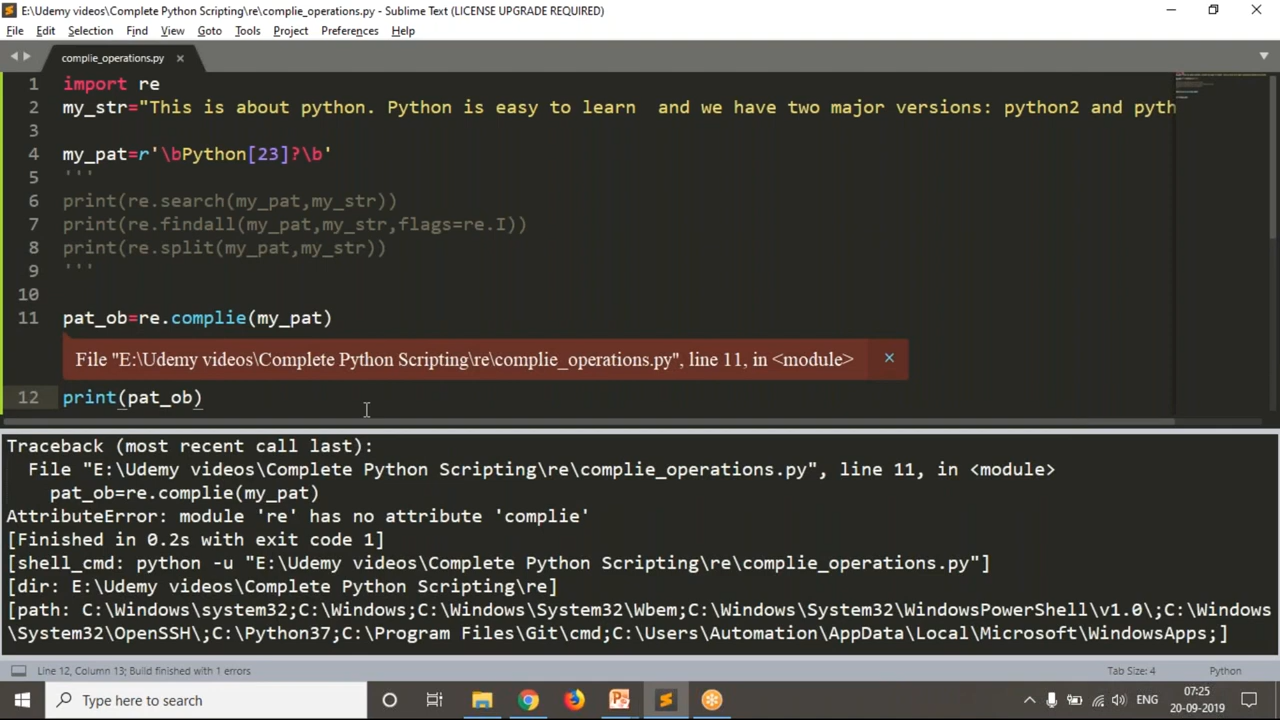 E:\Udemy videos\Complete Python Scripting\re\complie_operations.py - Sublime Text (LICENSE UPGRADE REQUIRED)
File Edit Selection Find View Goto Tools Project Preferences Help
complie_operations.py
1 import re
2 my_str="This is about python. Python is easy to learn  and we have two major versions: python2 and pyth
3
4 my_pat=r'\bPython[23]?\b'
5 '''
6 print(re.search(my_pat,my_str))
7 print(re.findall(my_pat,my_str,flags=re.I))
8 print(re.split(my_pat,my_str))
9 '''
10
11 pat_ob=re.complie(my_pat)
File "E:\Udemy videos\Complete Python Scripting\re\complie_operations.py", line 11, in <module>
12 print(pat_ob)
Traceback (most recent call last):
  File "E:\Udemy videos\Complete Python Scripting\re\complie_operations.py", line 11, in <module>
    pat_ob=re.complie(my_pat)
AttributeError: module 're' has no attribute 'complie'
[Finished in 0.2s with exit code 1]
[shell_cmd: python -u "E:\Udemy videos\Complete Python Scripting\re\complie_operations.py"]
[dir: E:\Udemy videos\Complete Python Scripting\re]
[path: C:\Windows\system32;C:\Windows;C:\Windows\System32\Wbem;C:\Windows\System32\WindowsPowerShell\v1.0\;C:\Windows
\System32\OpenSSH\;C:\Python37;C:\Program Files\Git\cmd;C:\Users\Automation\AppData\Local\Microsoft\WindowsApps;]
Line 12, Column 13; Build finished with 1 errors
Tab Size: 4
Python
Type here to search
ENG
07:25
20-09-2019